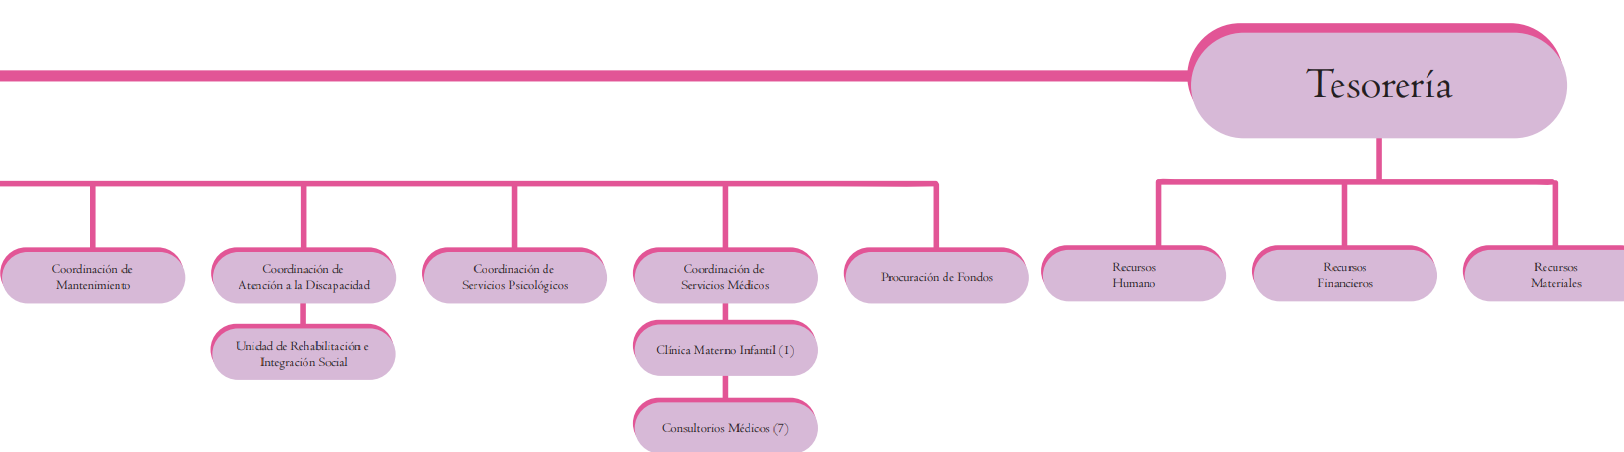 Tesorería
Coordinación de
Mantenimiento
Coordinación de
Atención a la Discapacidad
Coordinación de
Servicios Psicológicos
Coordinación de
Servicios Médicos
Procuración de Fondos
Recursos
Humano
Recursos
Financieros
Recursos
Materiales
Unidad de Rehabilitación e
Integración Social
Clínica Materno Infantil (1)
Consultorios Médicos (7)